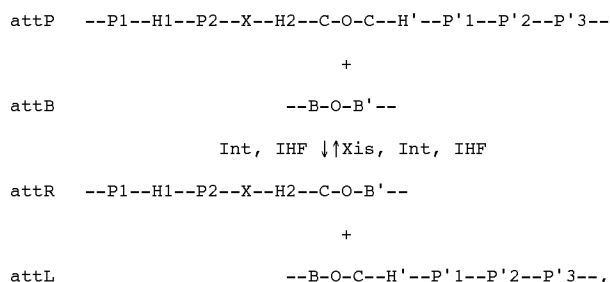 attP --P1--H1--P2--X--H2--C-O-C--H'--P'1--P'2--P'3--
+
attB --B-O-B'--
Int, IHF ↓↑Xis, Int, IHF
attR --P1--H1--P2--X--H2--C-O-B'--
+
attL --B-O-C--H'--P'1--P'2--P'3--,